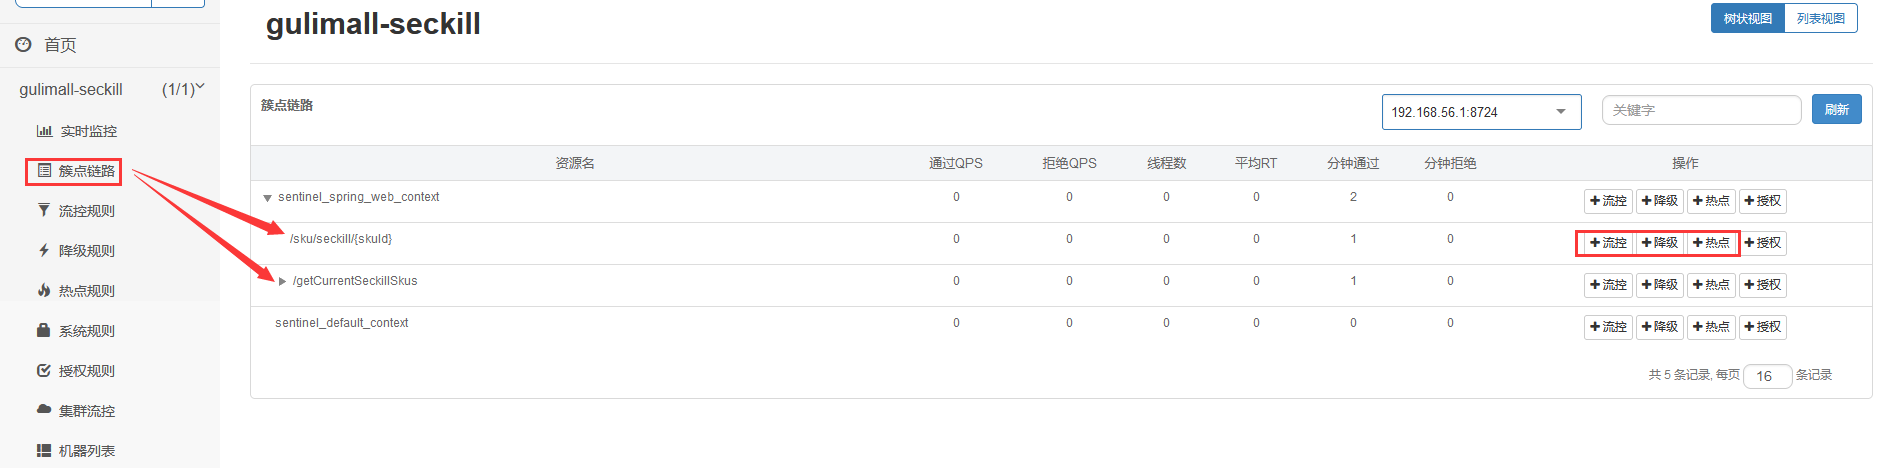 gulimall-seckill
树状视图 列表视图
首页
gulimall-seckill (1/1)
实时监控
簇点链路
流控规则
降级规则
热点规则
系统规则
授权规则
集群流控
机器列表
簇点链路 192.168.56.1:8724 关键字 刷新
资源名 通过QPS 拒绝QPS 线程数 平均RT 分钟通过 分钟拒绝 操作
sentinel_spring_web_context 0 0 0 0 2 0 +流控 +降级 +热点 +授权
/sku/seckill/{skuId} 0 0 0 0 1 0 +流控 +降级 +热点 +授权
/getCurrentSeckillSkus 0 0 0 0 1 0 +流控 +降级 +热点 +授权
sentinel_default_context 0 0 0 0 0 0 +流控 +降级 +热点 +授权
共 5 条记录, 每页 16 条记录